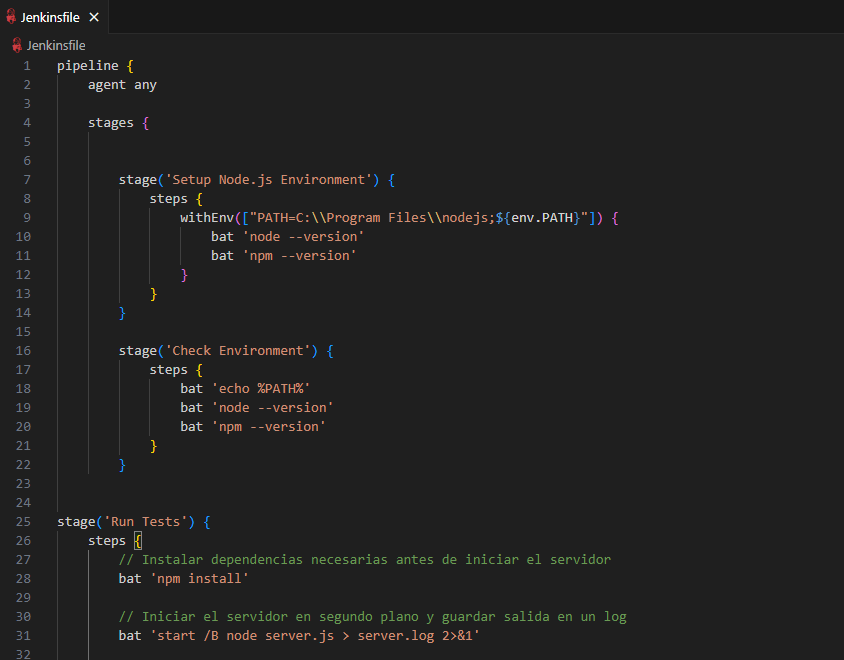 Jenkinsfile ×
Jenkinsfile
1 pipeline {
2     agent any
3
4     stages {
5
6
7         stage('Setup Node.js Environment') {
8             steps {
9                 withEnv(["PATH=C:\\Program Files\\nodejs;${env.PATH}"]) {
10                     bat 'node --version'
11                     bat 'npm --version'
12                 }
13             }
14         }
15
16         stage('Check Environment') {
17             steps {
18                 bat 'echo %PATH%'
19                 bat 'node --version'
20                 bat 'npm --version'
21             }
22         }
23
24
25 stage('Run Tests') {
26     steps {
27         // Instalar dependencias necesarias antes de iniciar el servidor
28         bat 'npm install'
29
30         // Iniciar el servidor en segundo plano y guardar salida en un log
31         bat 'start /B node server.js > server.log 2>&1'
32